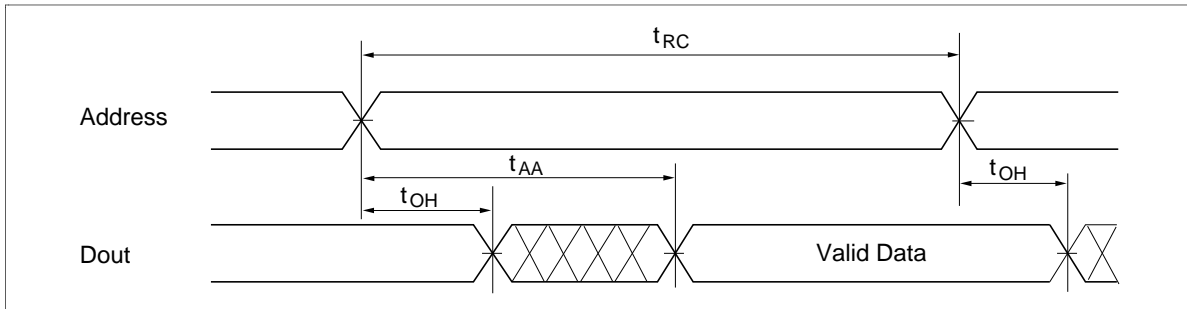 tRC
Address
tAA
tOH
tOH
Dout
Valid Data